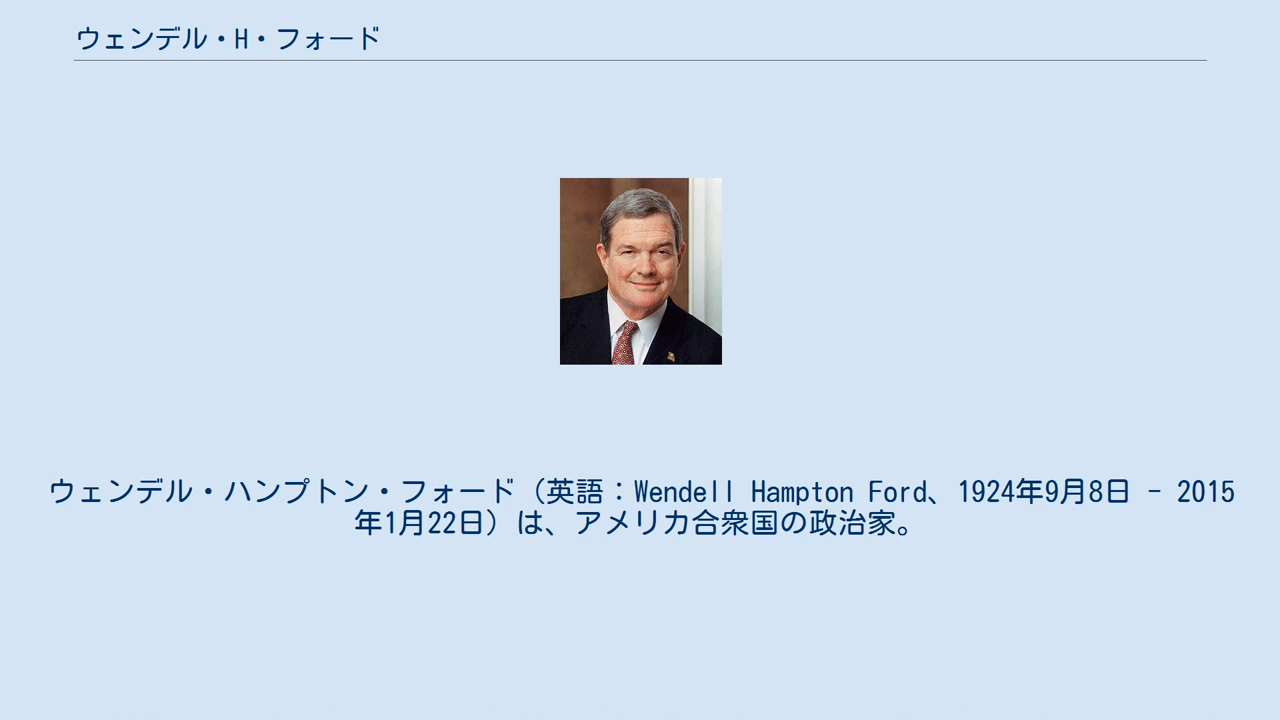 ウェンデル・H・フォード
ウェンデル・ハンプトン・フォード（英語：Wendell Hampton Ford、1924年9月8日 - 2015
年1月22日）は、アメリカ合衆国の政治家。